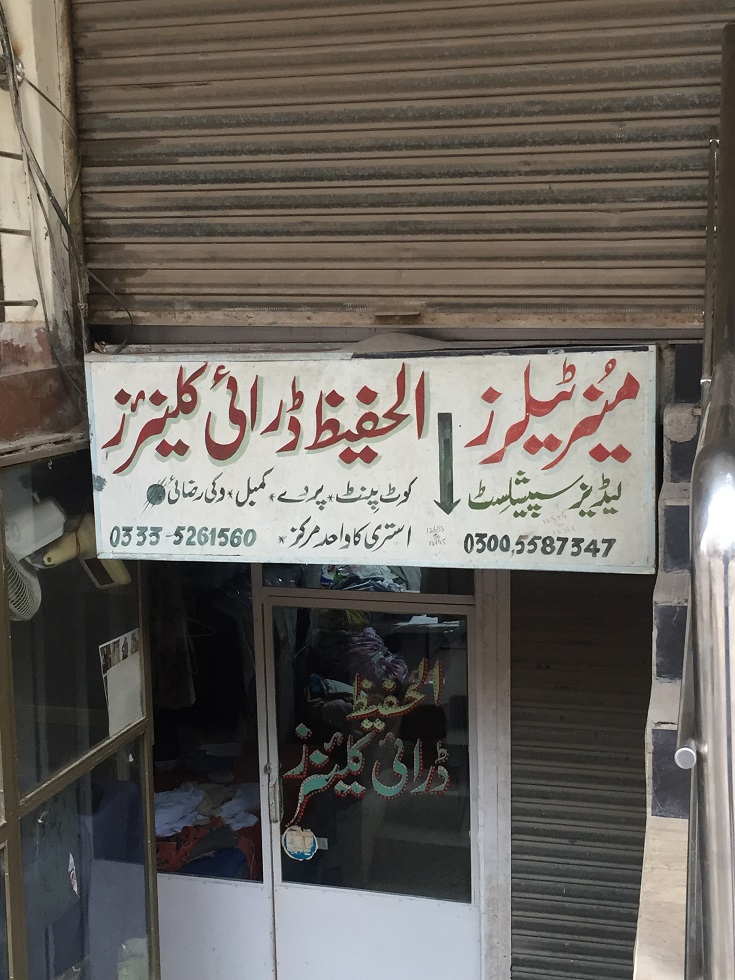 مُنیر ٹیلرز
لیڈیز سپیشلسٹ
0300,5587347
الحفیظ ڈرائی کلینرز
کوٹ پینٹ * پردے * کمبل * وکی رضائی
استری کا واحد مرکز *
0333-5261560
الحفیظ
ڈرائی کلینرز